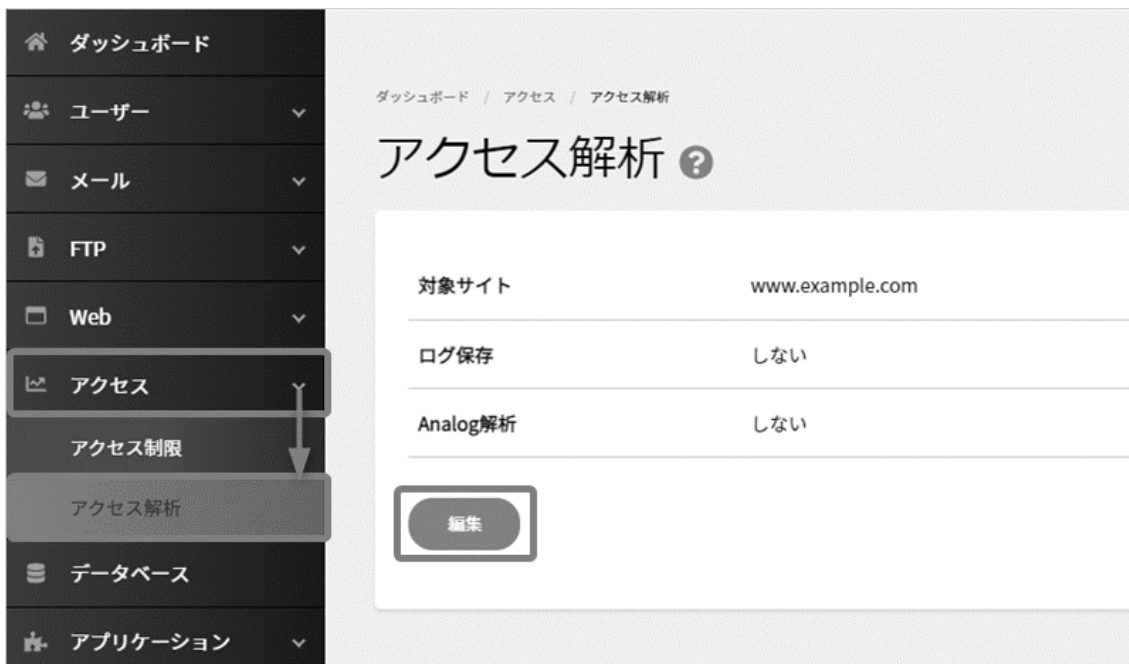 ダッシュボード
ユーザー
メール
FTP
Web
アクセス
アクセス制限
アクセス解析
データベース
アプリケーション
ダッシュボード / アクセス / アクセス解析
アクセス解析 ?
対象サイト www.example.com
ログ保存 しない
Analog解析 しない
編集